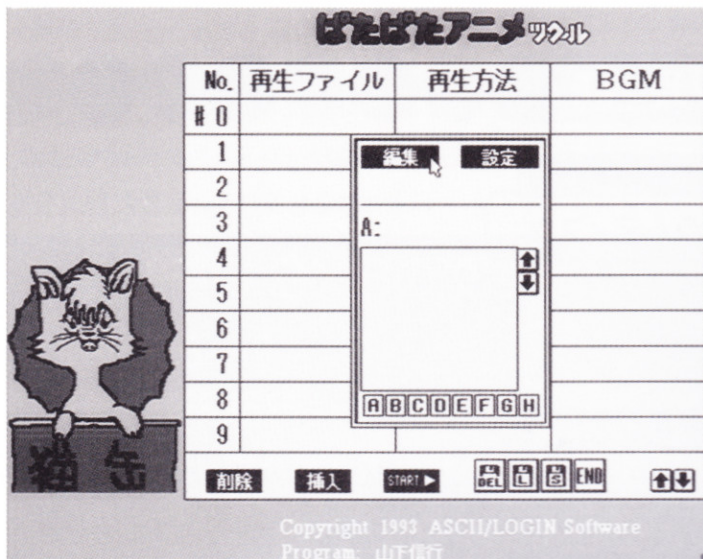 ぱたぱたアニメツクール
No. 再生ファイル 再生方法 BGM
# 0
1
編集 設定
2
3
A:
4
5
6
7
8
A B C D E F G H
9
猫缶
削除 挿入 START▶ DEL L S END
Copyright 1993 ASCII/LOGIN Software
Program: 山下信行